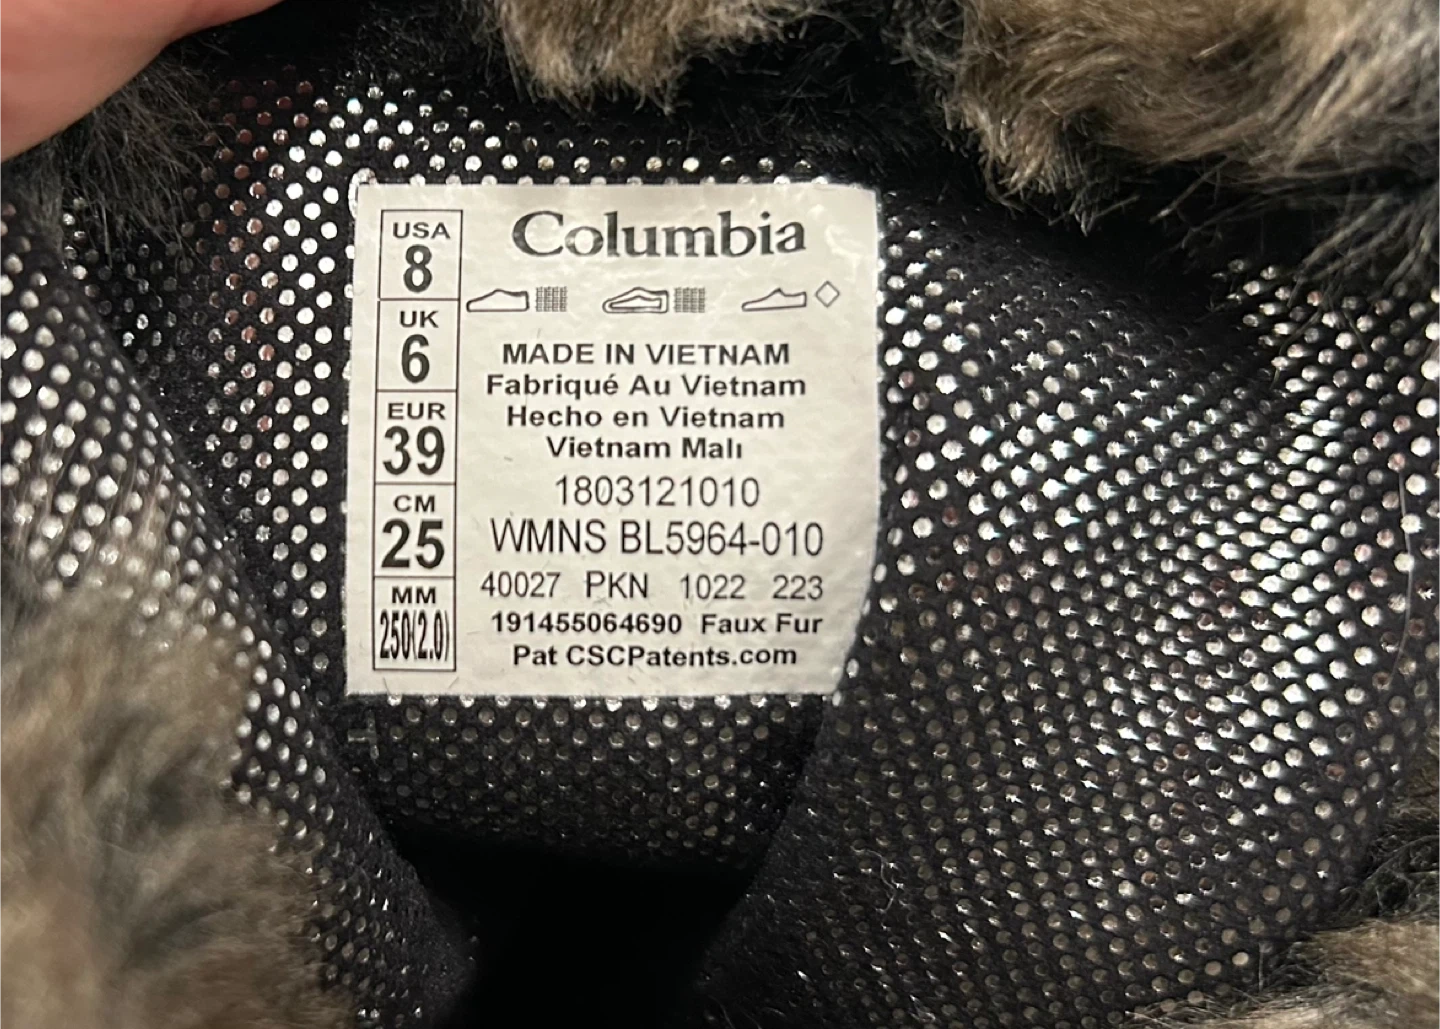 USA
8
UK
6
EUR
39
CM
25
MM
250(2.0)
Columbia
MADE IN VIETNAM
Fabriqué Au Vietnam
Hecho en Vietnam
Vietnam Malı
1803121010
WMNS BL5964-010
40027 PKN 1022 223
191455064690 Faux Fur
Pat CSCPatents.com